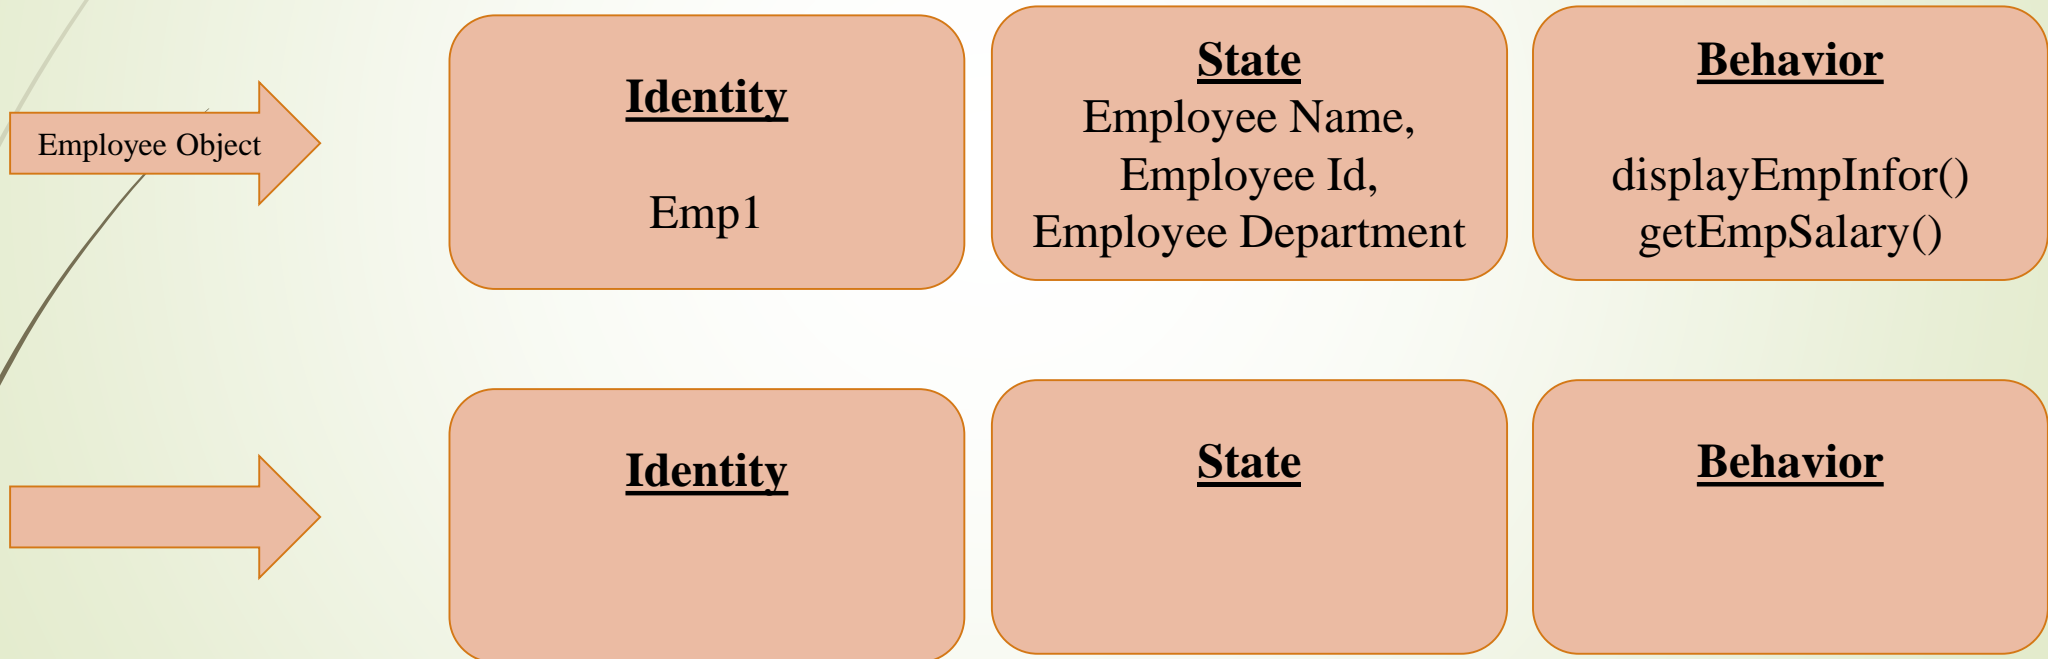 Employee Object
Identity
Emp1
State
Employee Name,
Employee Id,
Employee Department
Behavior
displayEmpInfor()
getEmpSalary()
Identity
State
Behavior